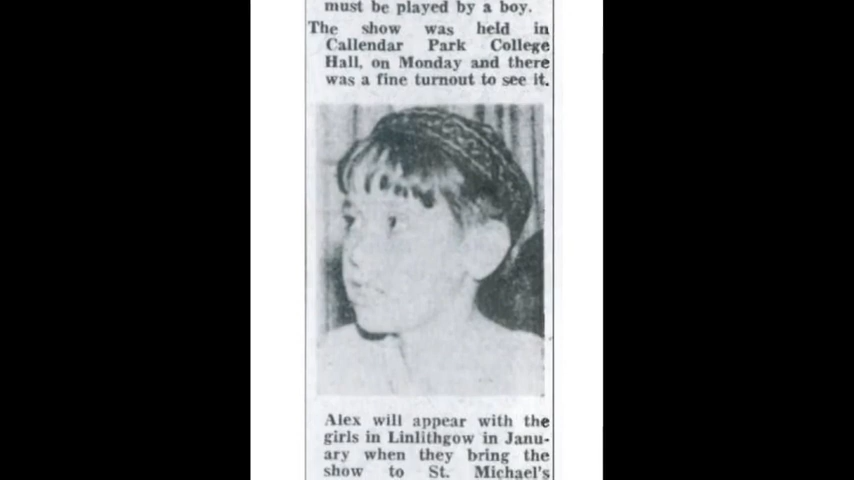 must be played by a boy.
The show was held in
Callendar Park College
Hall, on Monday and there
was a fine turnout to see it.
Alex will appear with the
girls in Linlithgow in Janu-
ary when they bring the
show to St. Michael's